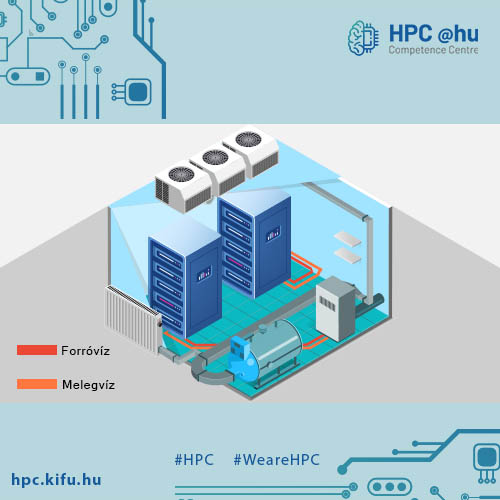 HPC @hu
Competence Centre
Forróvíz
Melegvíz
#HPC #WeareHPC
hpc.kifu.hu